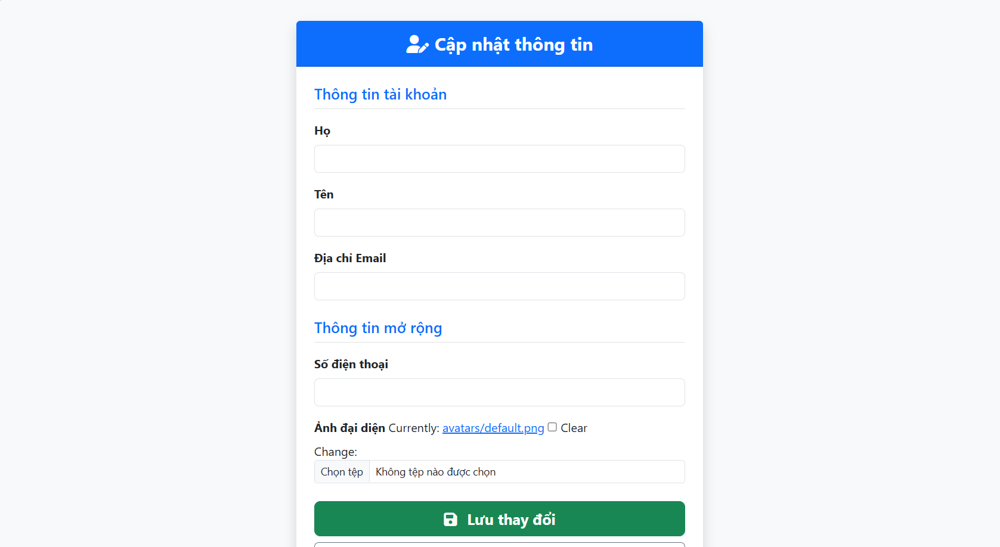 Cập nhật thông tin
Thông tin tài khoản
Họ
Tên
Địa chỉ Email
Thông tin mở rộng
Số điện thoại
Ảnh đại diện Currently: avatars/default.png Clear
Change:
Chọn tệp Không tệp nào được chọn
Lưu thay đổi